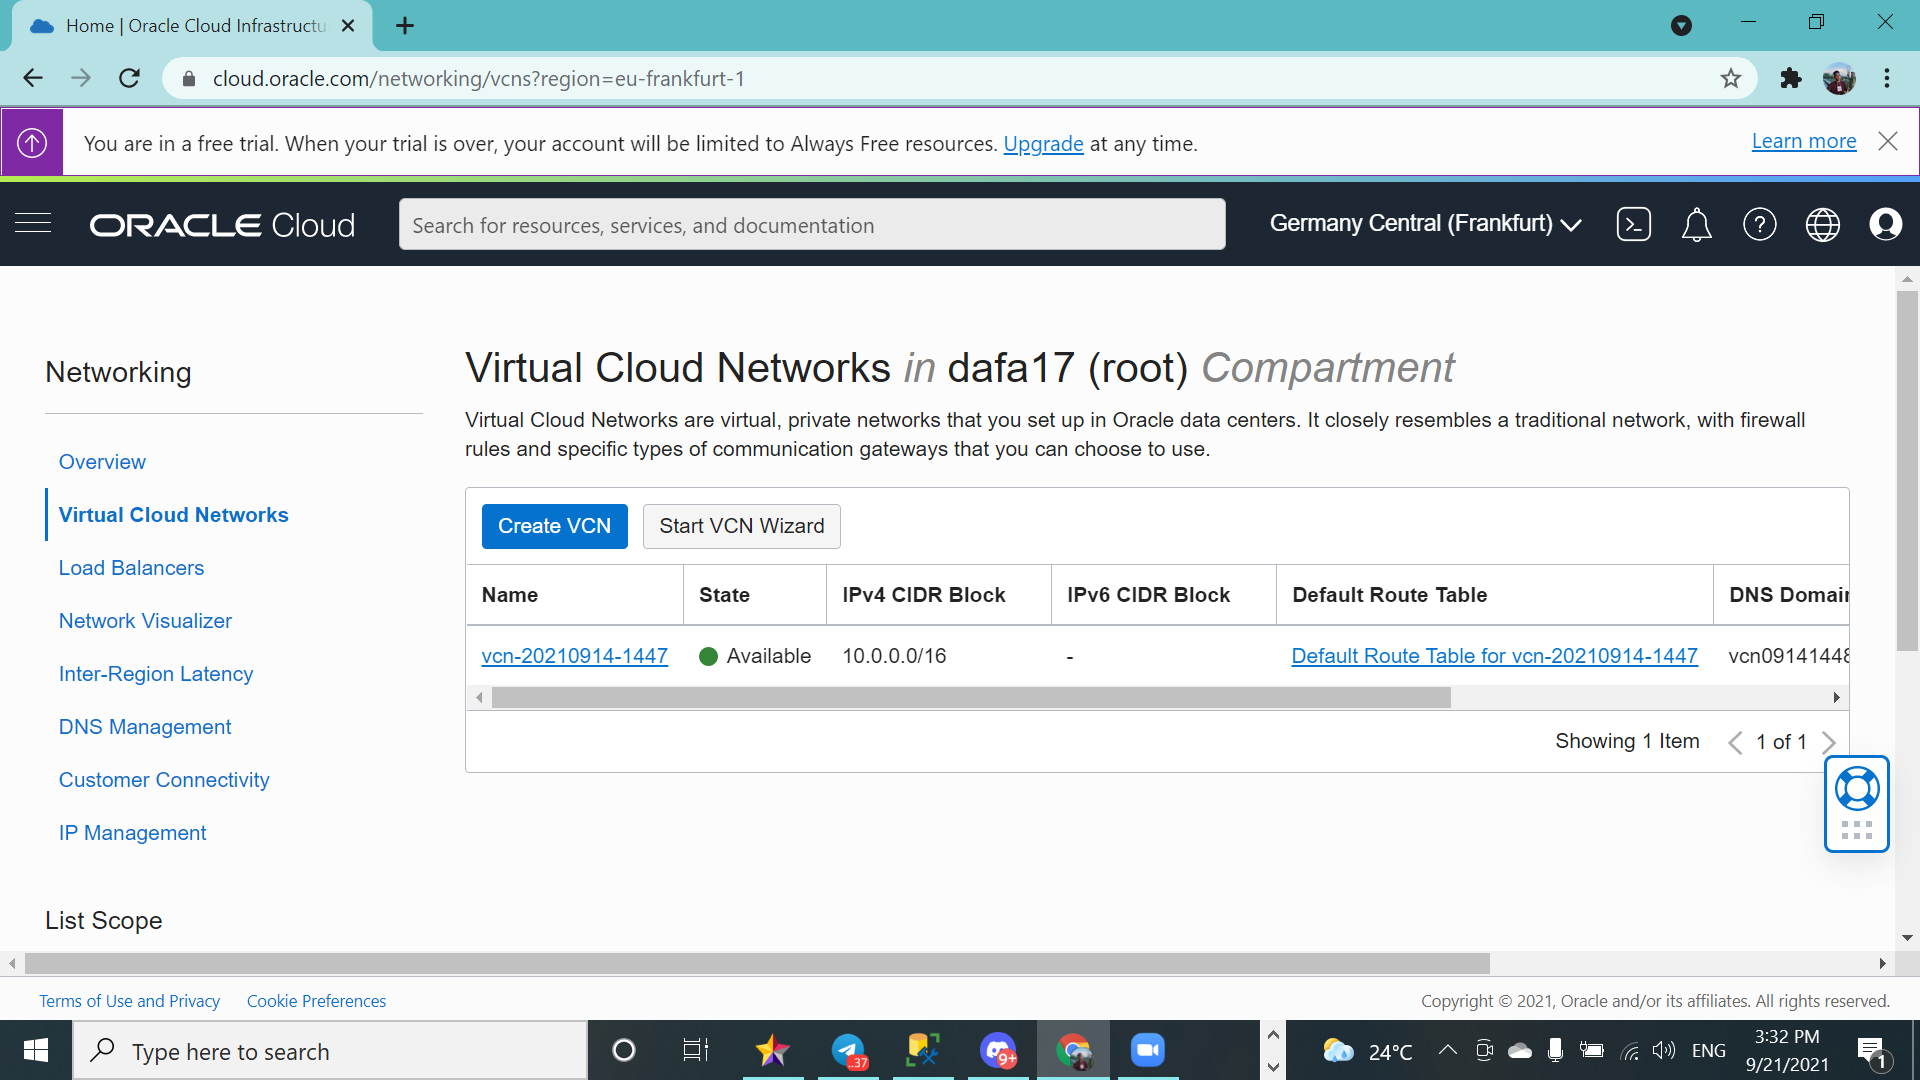 Home | Oracle Cloud Infrastructu
cloud.oracle.com/networking/vcns?region=eu-frankfurt-1
You are in a free trial. When your trial is over, your account will be limited to Always Free resources. Upgrade at any time.
Learn more
ORACLE Cloud
Search for resources, services, and documentation
Germany Central (Frankfurt)
Networking
Overview
Virtual Cloud Networks
Load Balancers
Network Visualizer
Inter-Region Latency
DNS Management
Customer Connectivity
IP Management
List Scope
Virtual Cloud Networks in dafa17 (root) Compartment
Virtual Cloud Networks are virtual, private networks that you set up in Oracle data centers. It closely resembles a traditional network, with firewall
rules and specific types of communication gateways that you can choose to use.
Create VCN
Start VCN Wizard
Name State IPv4 CIDR Block IPv6 CIDR Block Default Route Table DNS Domain
vcn-20210914-1447 Available 10.0.0.0/16 - Default Route Table for vcn-20210914-1447 vcn09141448
Showing 1 Item
1 of 1
Terms of Use and Privacy
Cookie Preferences
Copyright © 2021, Oracle and/or its affiliates. All rights reserved.
Type here to search
..37
9+
24°C
ENG
3:32 PM
9/21/2021
1